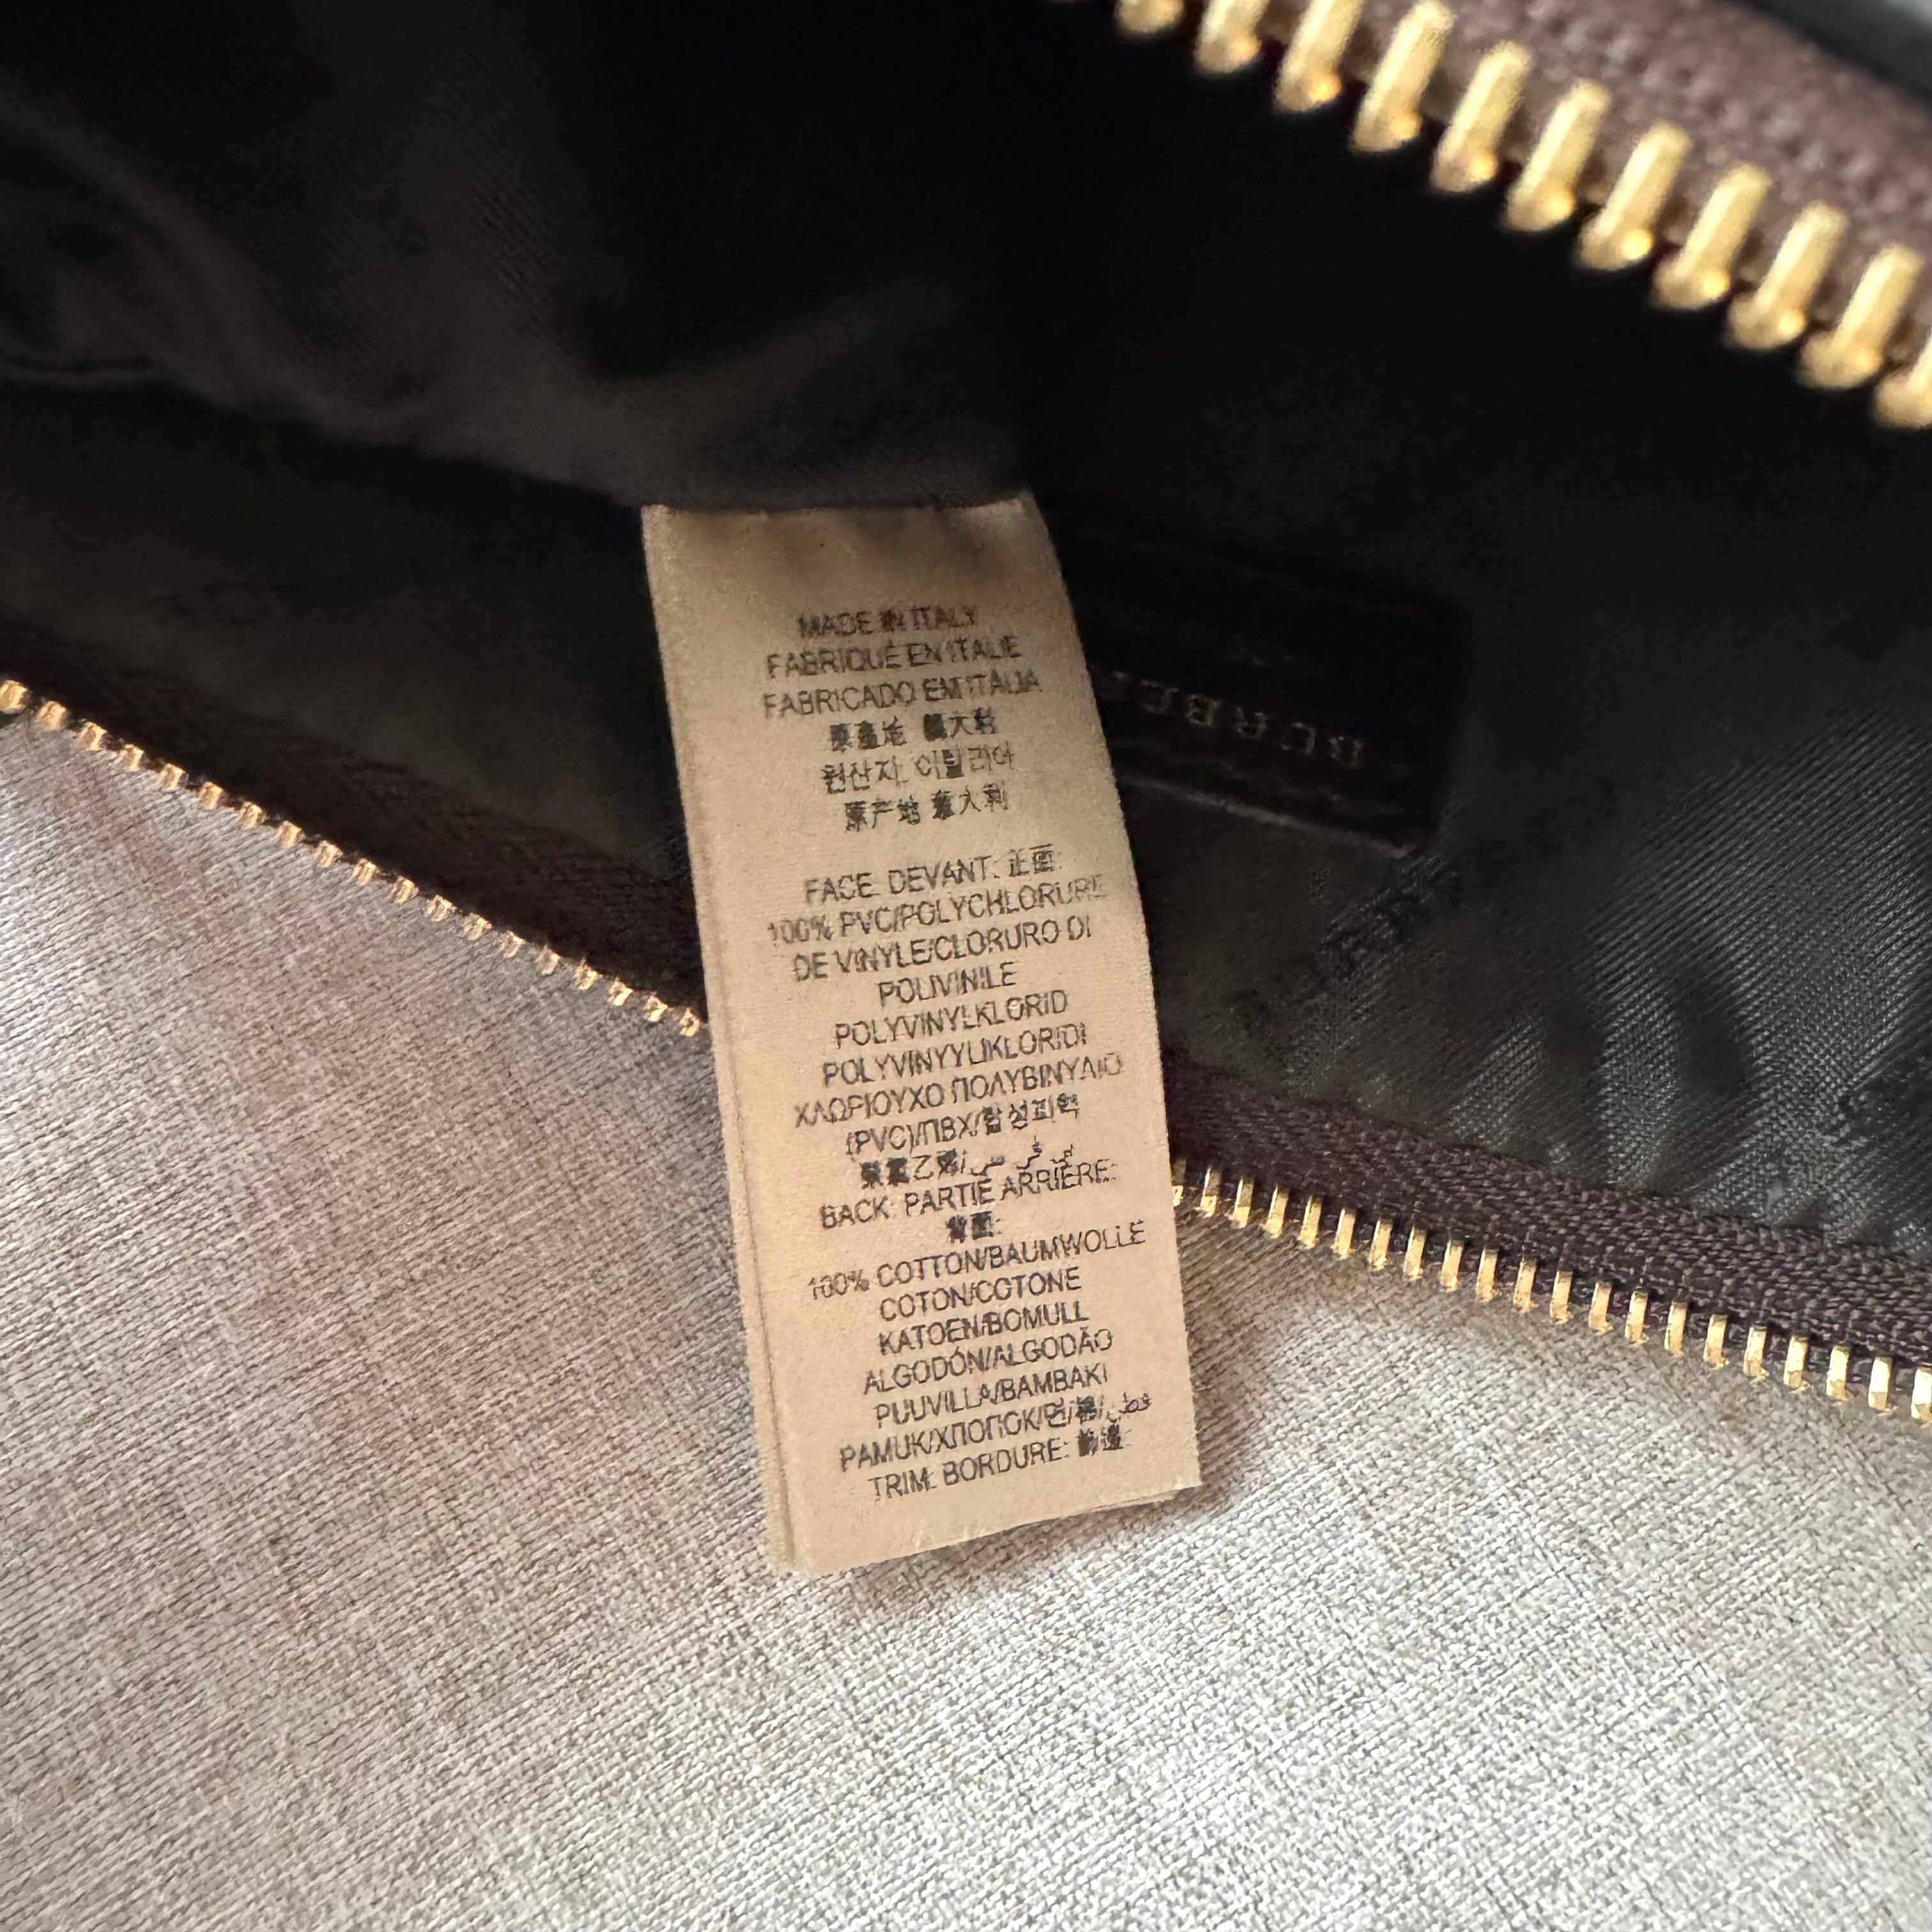 MADE IN ITALY
FABRIQUÉ EN ITALIE
FABRICADO EM ITÁLIA
原產地 義大利
원산지: 이탈리아
原产地 意大利
FACE: DEVANT: 正面:
100% PVC/POLYCHLORURE
DE VINYLE/CLORURO DI
POLIVINILE
POLYVINYLKLORID
POLYVINYYLIKLORIDI
ΧΛΩΡΙΟΥΧΟ ΠΟΛΥΒΙΝΥΛΙΟ
(PVC)/ПВХ/합성피혁
BACK: PARTIE ARRIÈRE:
背面:
100% COTTON/BAUMWOLLE
COTON/COTONE
KATOEN/BOMULL
ALGODÓN/ALGODÃO
PUUVILLA/BAMBAKI
PAMUK/ХПОПОК/면/棉/قطن
TRIM: BORDURE: